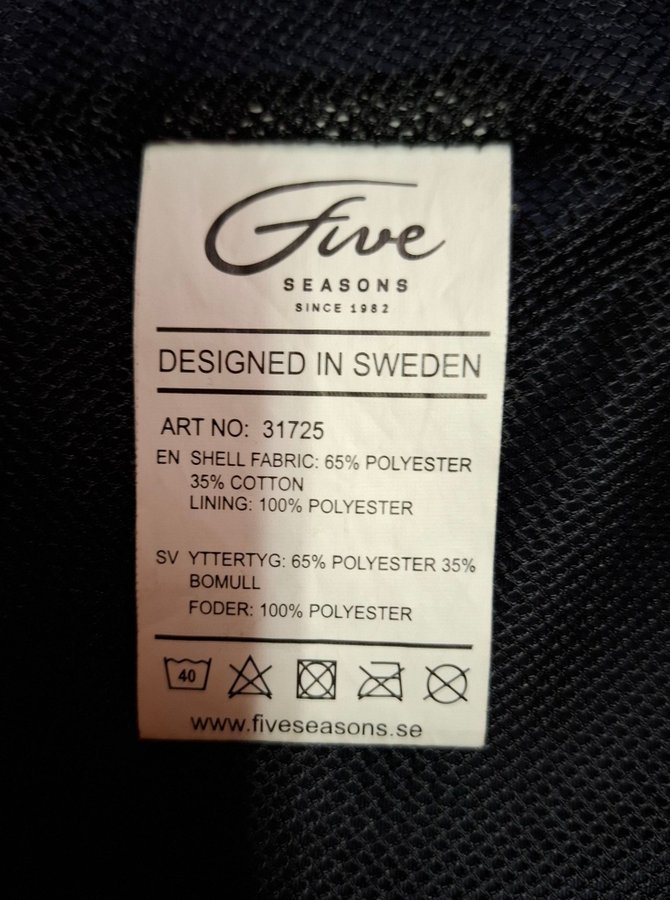 Five
SEASONS
SINCE 1982
DESIGNED IN SWEDEN
ART NO: 31725
EN SHELL FABRIC: 65% POLYESTER
35% COTTON
LINING: 100% POLYESTER
SV YTTERTYG: 65% POLYESTER 35%
BOMULL
FODER: 100% POLYESTER
40
www.fiveseasons.se